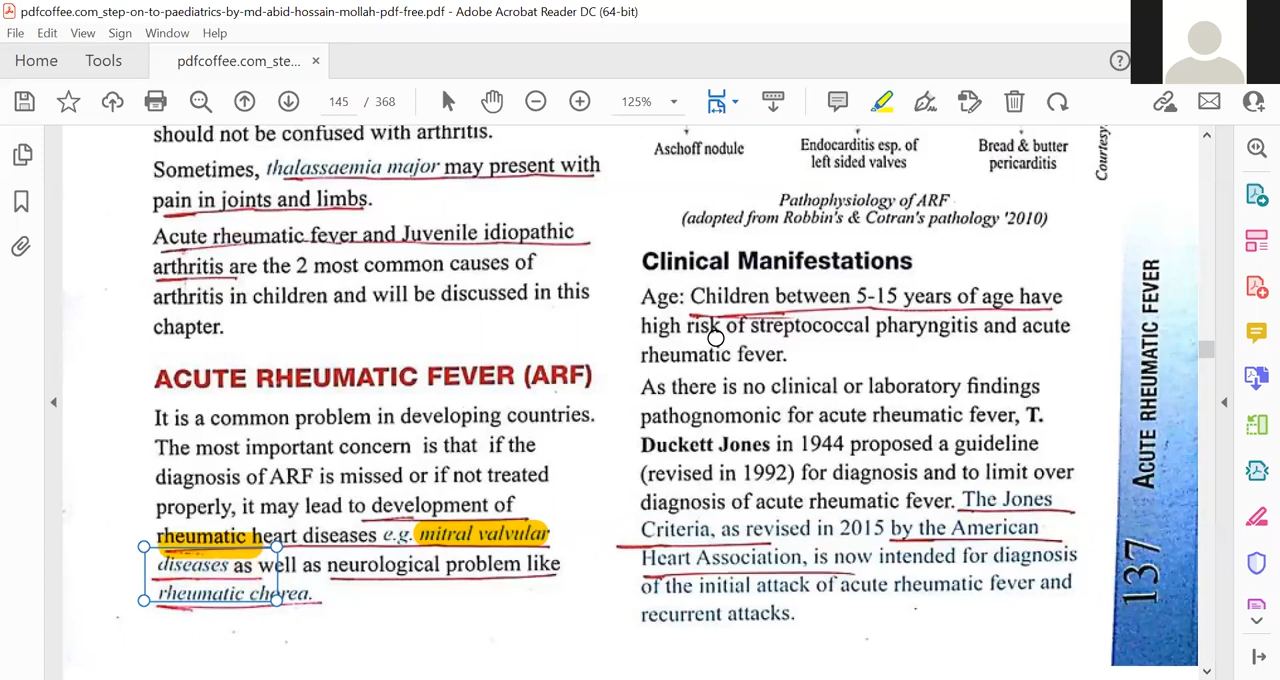 pdfcoffee.com_step-on-to-paediatrics-by-md-abid-hossain-mollah-pdf-free.pdf - Adobe Acrobat Reader DC (64-bit)
File Edit View Sign Window Help
Home Tools pdfcoffee.com_ste... ×
145 / 368 125%
should not be confused with arthritis.
Sometimes, thalassaemia major may present with
pain in joints and limbs.
Acute rheumatic fever and Juvenile idiopathic
arthritis are the 2 most common causes of
arthritis in children and will be discussed in this
chapter.
ACUTE RHEUMATIC FEVER (ARF)
It is a common problem in developing countries.
The most important concern is that if the
diagnosis of ARF is missed or if not treated
properly, it may lead to development of
rheumatic heart diseases e.g. mitral valvular
diseases as well as neurological problem like
rheumatic chorea.
Aschoff nodule
Endocarditis esp. of
left sided valves
Bread & butter
pericarditis
Courtesy:
Pathophysiology of ARF
(adopted from Robbin's & Cotran's pathology '2010)
Clinical Manifestations
Age: Children between 5-15 years of age have
high risk of streptococcal pharyngitis and acute
rheumatic fever.
As there is no clinical or laboratory findings
pathognomonic for acute rheumatic fever, T.
Duckett Jones in 1944 proposed a guideline
(revised in 1992) for diagnosis and to limit over
diagnosis of acute rheumatic fever. The Jones
Criteria, as revised in 2015 by the American
Heart Association, is now intended for diagnosis
of the initial attack of acute rheumatic fever and
recurrent attacks.
137 ACUTE RHEUMATIC FEVER